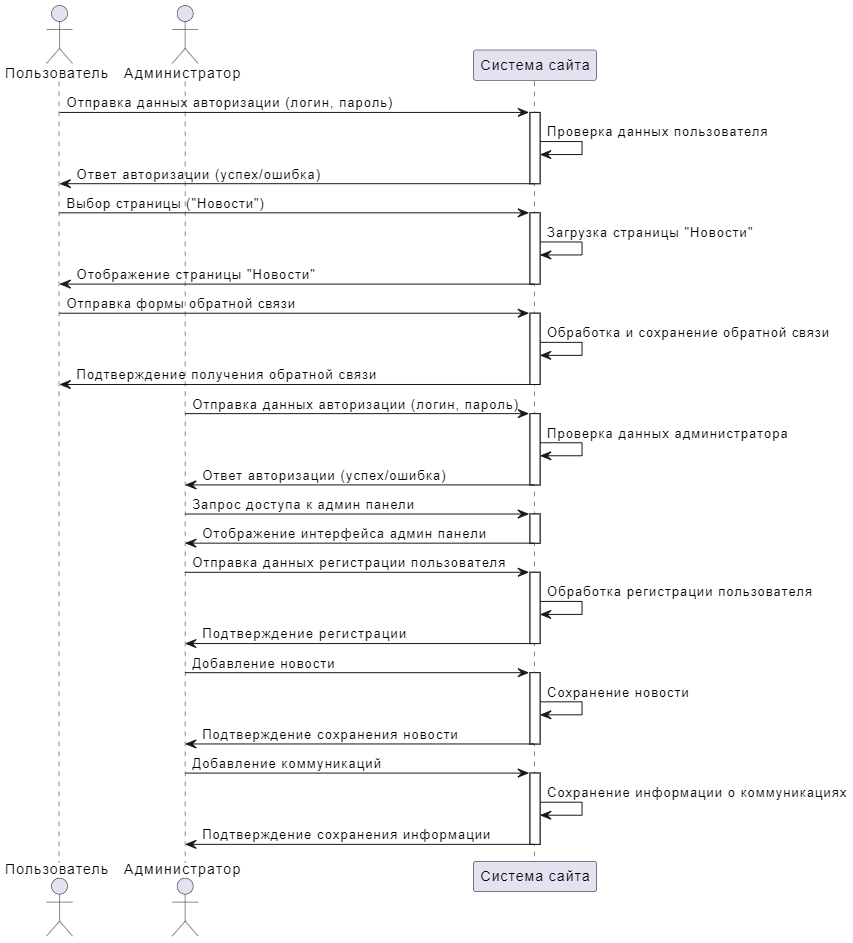 Пользователь
Администратор
Система сайта
Отправка данных авторизации (логин, пароль)
Проверка данных пользователя
Ответ авторизации (успех/ошибка)
Выбор страницы ("Новости")
Загрузка страницы "Новости"
Отображение страницы "Новости"
Отправка формы обратной связи
Обработка и сохранение обратной связи
Подтверждение получения обратной связи
Отправка данных авторизации (логин, пароль)
Проверка данных администратора
Ответ авторизации (успех/ошибка)
Запрос доступа к админ панели
Отображение интерфейса админ панели
Отправка данных регистрации пользователя
Обработка регистрации пользователя
Подтверждение регистрации
Добавление новости
Сохранение новости
Подтверждение сохранения новости
Добавление коммуникаций
Сохранение информации о коммуникациях
Подтверждение сохранения информации
Пользователь
Администратор
Система сайта